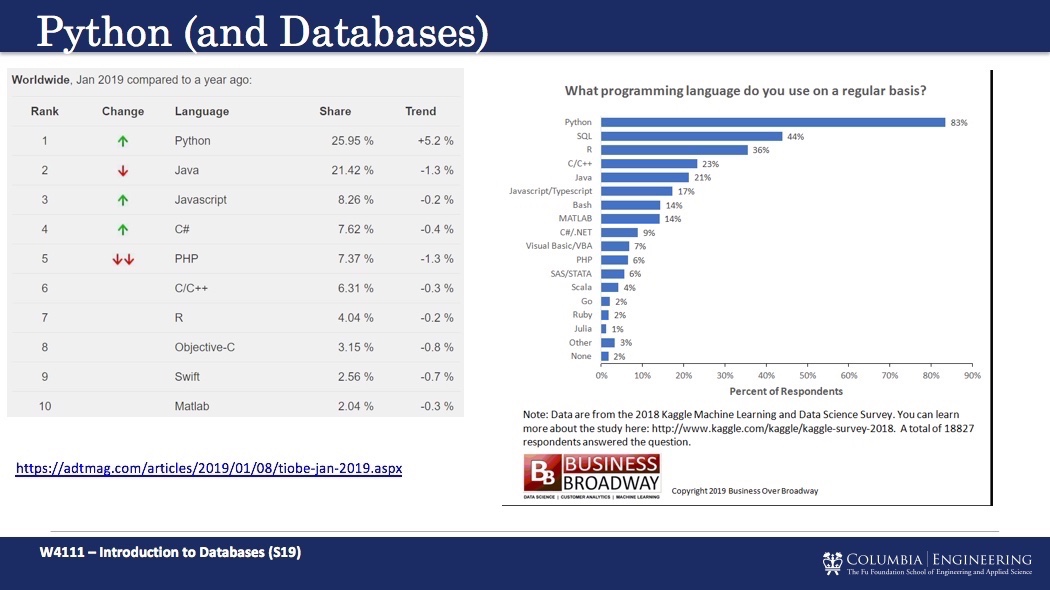 Python (and Databases)
Worldwide, Jan 2019 compared to a year ago:
Rank Change Language Share Trend
1 ↑ Python 25.95 % +5.2 %
2 ↓ Java 21.42 % -1.3 %
3 ↑ Javascript 8.26 % -0.2 %
4 ↑ C# 7.62 % -0.4 %
5 ↓↓ PHP 7.37 % -1.3 %
6 C/C++ 6.31 % -0.3 %
7 R 4.04 % -0.2 %
8 Objective-C 3.15 % -0.8 %
9 Swift 2.56 % -0.7 %
10 Matlab 2.04 % -0.3 %
https://adtmag.com/articles/2019/01/08/tiobe-jan-2019.aspx
What programming language do you use on a regular basis?
Python 83%
SQL 44%
R 36%
C/C++ 23%
Java 21%
Javascript/Typescript 17%
Bash 14%
MATLAB 14%
C#/.NET 9%
Visual Basic/VBA 7%
PHP 6%
SAS/STATA 6%
Scala 4%
Go 2%
Ruby 2%
Julia 1%
Other 3%
None 2%
0% 10% 20% 30% 40% 50% 60% 70% 80% 90%
Percent of Respondents
Note: Data are from the 2018 Kaggle Machine Learning and Data Science Survey. You can learn
more about the study here: http://www.kaggle.com/kaggle/kaggle-survey-2018. A total of 18827
respondents answered the question.
BB BUSINESS
BROADWAY
DATA SCIENCE | CUSTOMER ANALYTICS | MACHINE LEARNING
Copyright 2019 Business Over Broadway
W4111 – Introduction to Databases (S19)
COLUMBIA | ENGINEERING
The Fu Foundation School of Engineering and Applied Science